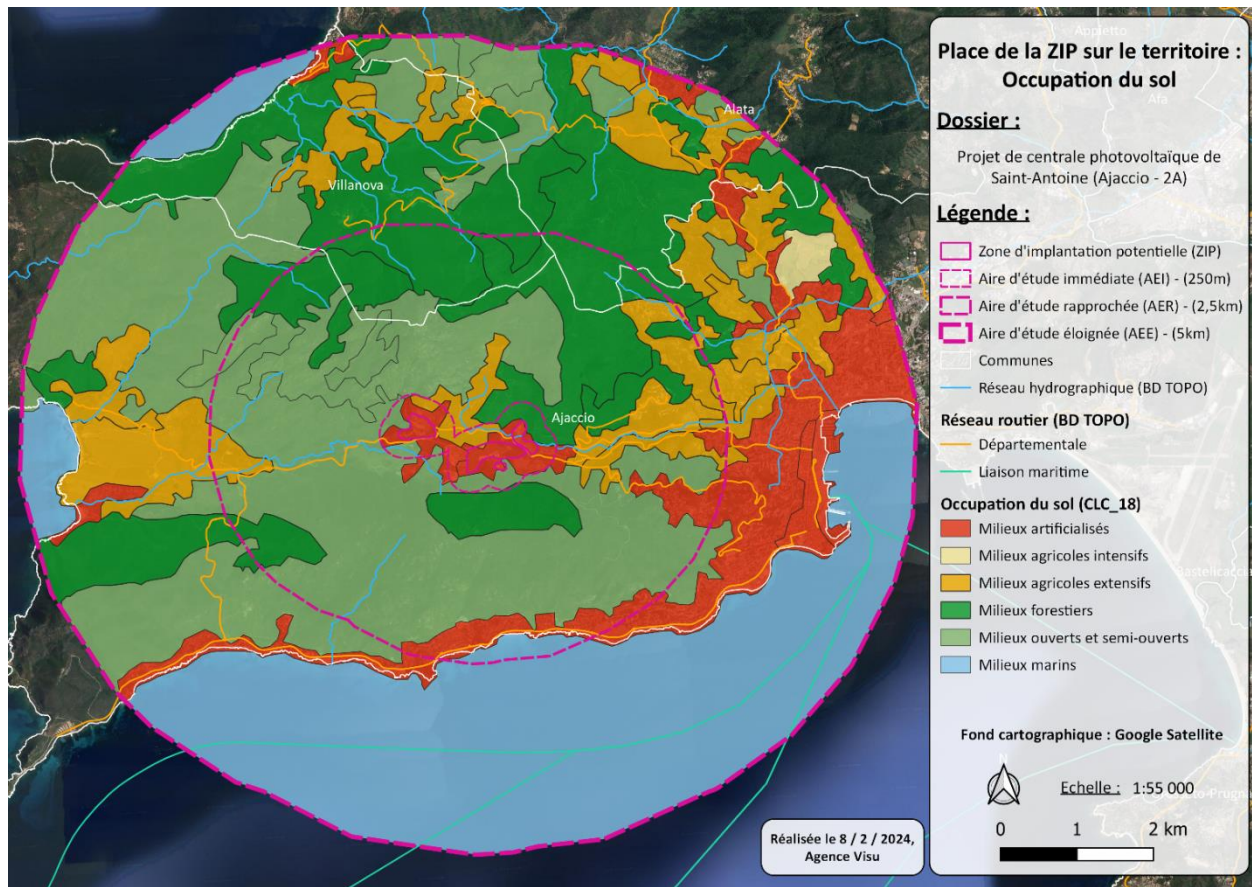 Place de la ZIP sur le territoire :
Occupation du sol
Dossier :
Projet de centrale photovoltaïque de
Saint-Antoine (Ajaccio - 2A)
Légende :
Zone d'implantation potentielle (ZIP)
Aire d'étude immédiate (AEI) - (250m)
Aire d'étude rapprochée (AER) - (2,5km)
Aire d'étude éloignée (AEE) - (5km)
Communes
Réseau hydrographique (BD TOPO)
Réseau routier (BD TOPO)
Départementale
Liaison maritime
Occupation du sol (CLC_18)
Milieux artificialisés
Milieux agricoles intensifs
Milieux agricoles extensifs
Milieux forestiers
Milieux ouverts et semi-ouverts
Milieux marins
Fond cartographique : Google Satellite
N
Echelle : 1:55 000
0 1 2 km
Réalisée le 8 / 2 / 2024,
Agence Visu
Alata
Villanova
Ajaccio
Appietto
Afa